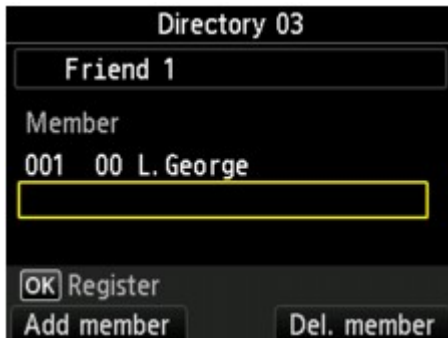 Directory 03
Friend 1
Member
001 00 L.George
OK Register
Add member Del. member